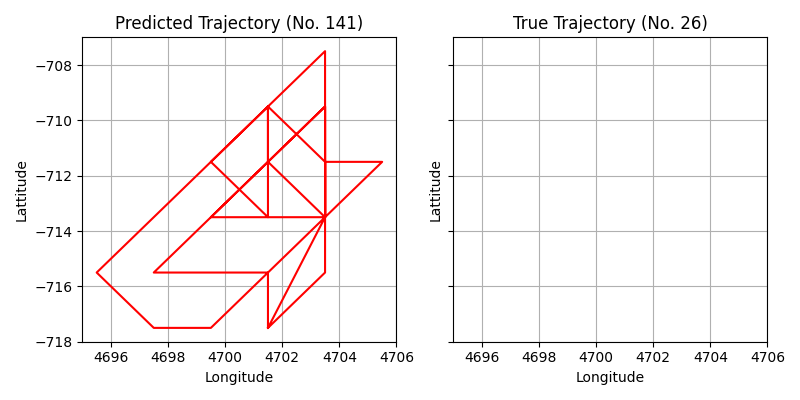 Predicted Trajectory (No. 141)
True Trajectory (No. 26)
Lattitude
−708
−710
−712
−714
−716
−718
4696 4698 4700 4702 4704 4706
Longitude
Lattitude
4696 4698 4700 4702 4704 4706
Longitude